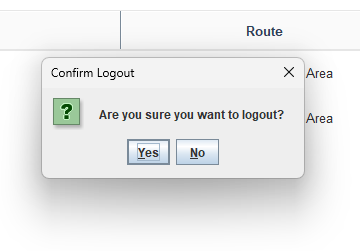 Route
Confirm Logout
Area
? Are you sure you want to logout?
Area
Yes No